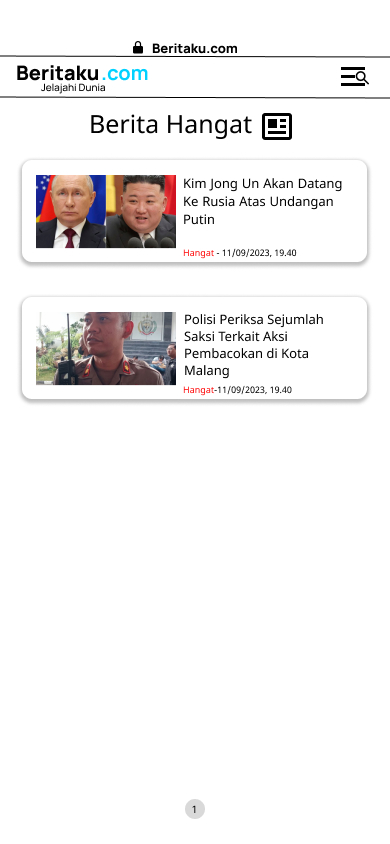 Beritaku.com
Beritaku.com
Jelajahi Dunia
Berita Hangat
Kim Jong Un Akan Datang
Ke Rusia Atas Undangan
Putin
Hangat - 11/09/2023, 19.40
Polisi Periksa Sejumlah
Saksi Terkait Aksi
Pembacokan di Kota
Malang
Hangat-11/09/2023, 19.40
1